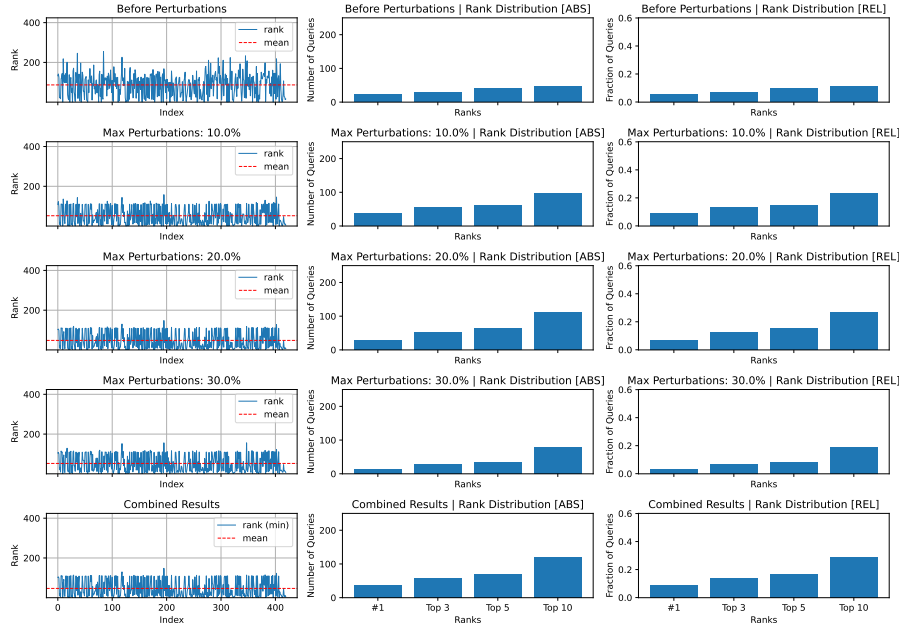 Before Perturbations
Rank
400
200
rank
mean
Index
Before Perturbations | Rank Distribution [ABS]
Number of Queries
200
100
0
Ranks
Before Perturbations | Rank Distribution [REL]
Fraction of Queries
0.6
0.4
0.2
0.0
Ranks
Max Perturbations: 10.0%
Rank
400
200
rank
mean
Index
Max Perturbations: 10.0% | Rank Distribution [ABS]
Number of Queries
200
100
0
Ranks
Max Perturbations: 10.0% | Rank Distribution [REL]
Fraction of Queries
0.6
0.4
0.2
0.0
Ranks
Max Perturbations: 20.0%
Rank
400
200
rank
mean
Index
Max Perturbations: 20.0% | Rank Distribution [ABS]
Number of Queries
200
100
0
Ranks
Max Perturbations: 20.0% | Rank Distribution [REL]
Fraction of Queries
0.6
0.4
0.2
0.0
Ranks
Max Perturbations: 30.0%
Rank
400
200
rank
mean
Index
Max Perturbations: 30.0% | Rank Distribution [ABS]
Number of Queries
200
100
0
Ranks
Max Perturbations: 30.0% | Rank Distribution [REL]
Fraction of Queries
0.6
0.4
0.2
0.0
Ranks
Combined Results
Rank
400
200
rank (min)
mean
0 100 200 300 400
Index
Combined Results | Rank Distribution [ABS]
Number of Queries
200
100
0
#1 Top 3 Top 5 Top 10
Ranks
Combined Results | Rank Distribution [REL]
Fraction of Queries
0.6
0.4
0.2
0.0
#1 Top 3 Top 5 Top 10
Ranks